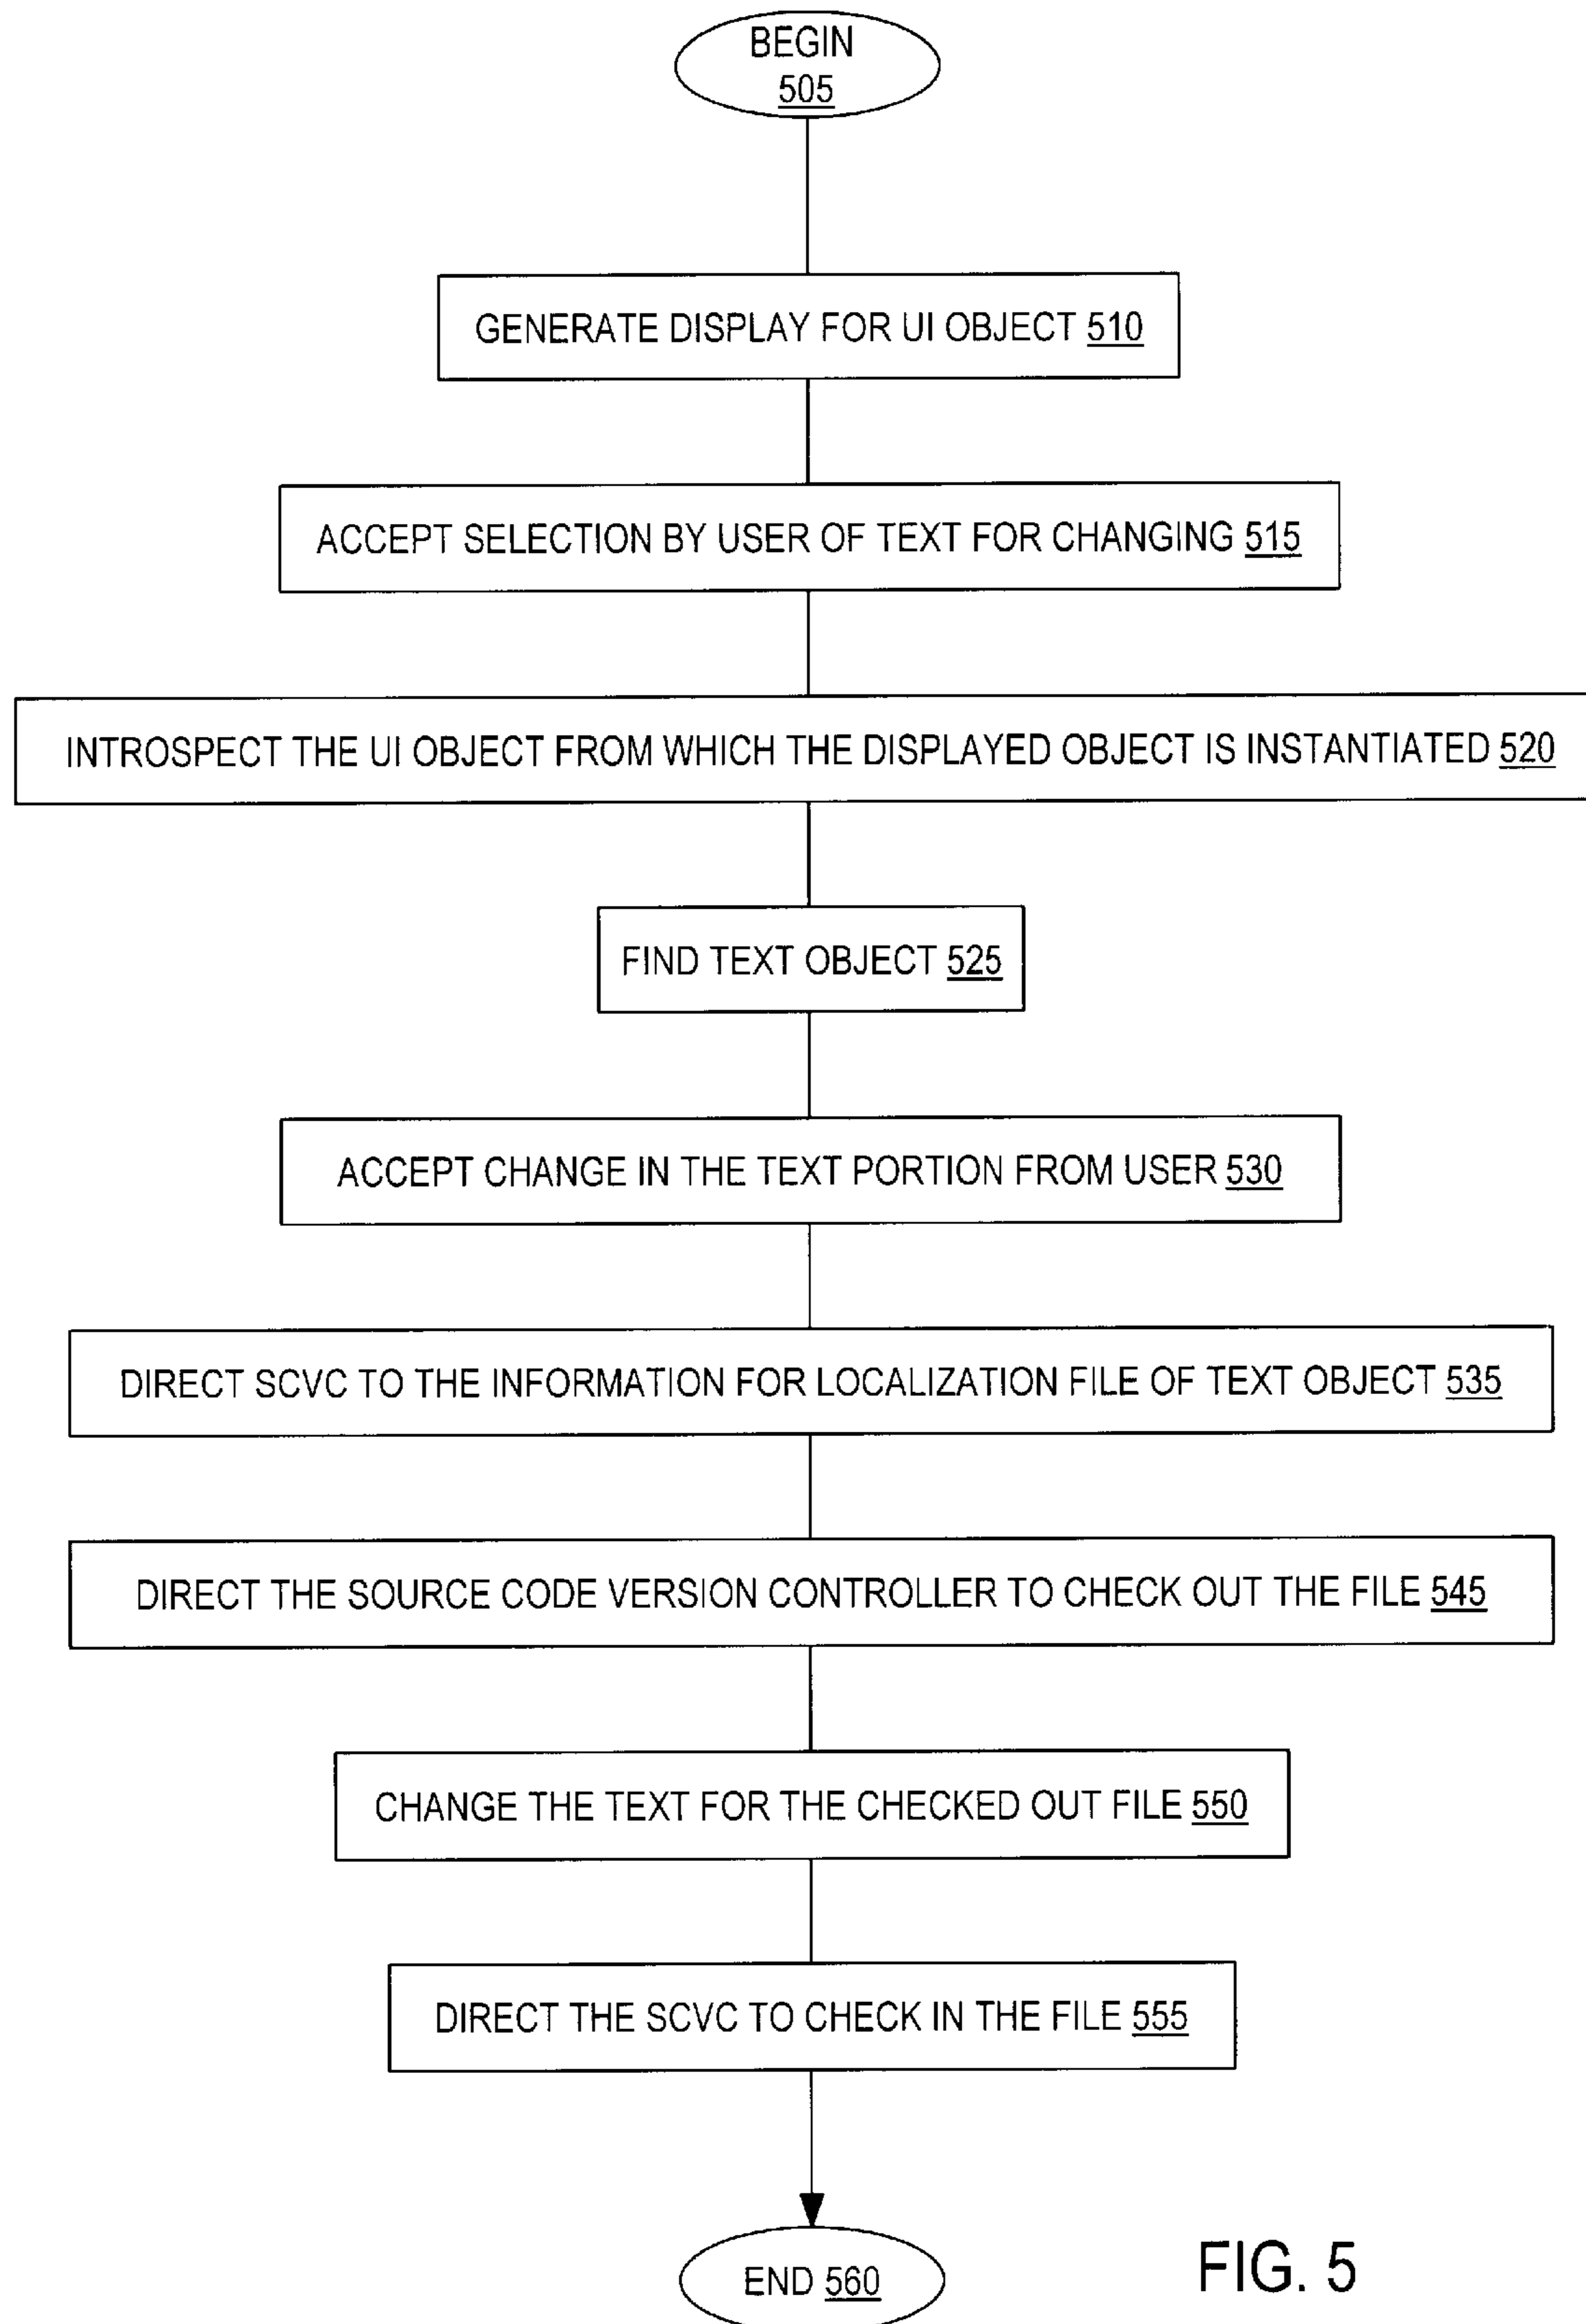 BEGIN
505
GENERATE DISPLAY FOR UI OBJECT 510
ACCEPT SELECTION BY USER OF TEXT FOR CHANGING 515
INTROSPECT THE UI OBJECT FROM WHICH THE DISPLAYED OBJECT IS INSTANTIATED 520
FIND TEXT OBJECT 525
ACCEPT CHANGE IN THE TEXT PORTION FROM USER 530
DIRECT SCVC TO THE INFORMATION FOR LOCALIZATION FILE OF TEXT OBJECT 535
DIRECT THE SOURCE CODE VERSION CONTROLLER TO CHECK OUT THE FILE 545
CHANGE THE TEXT FOR THE CHECKED OUT FILE 550
DIRECT THE SCVC TO CHECK IN THE FILE 555
END 560
FIG. 5